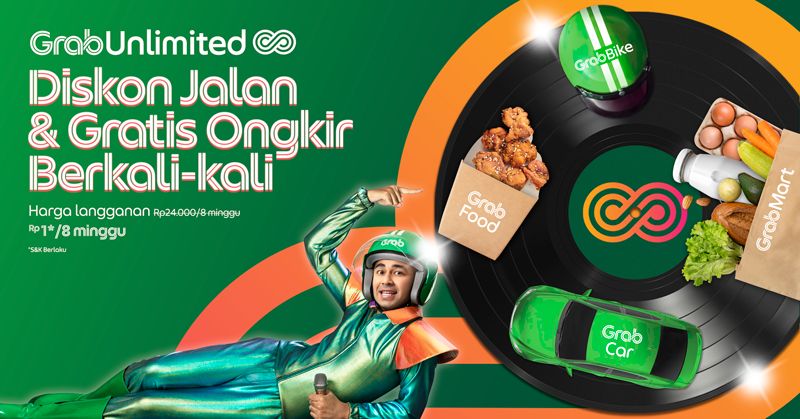 GrabUnlimited
Diskon Jalan
& Gratis Ongkir
Berkali-kali
Harga langganan Rp24.000/8 minggu
Rp1*/8 minggu
*S&K Berlaku
GrabBike
Grab
Food
GrabMart
Grab
Grab
Car